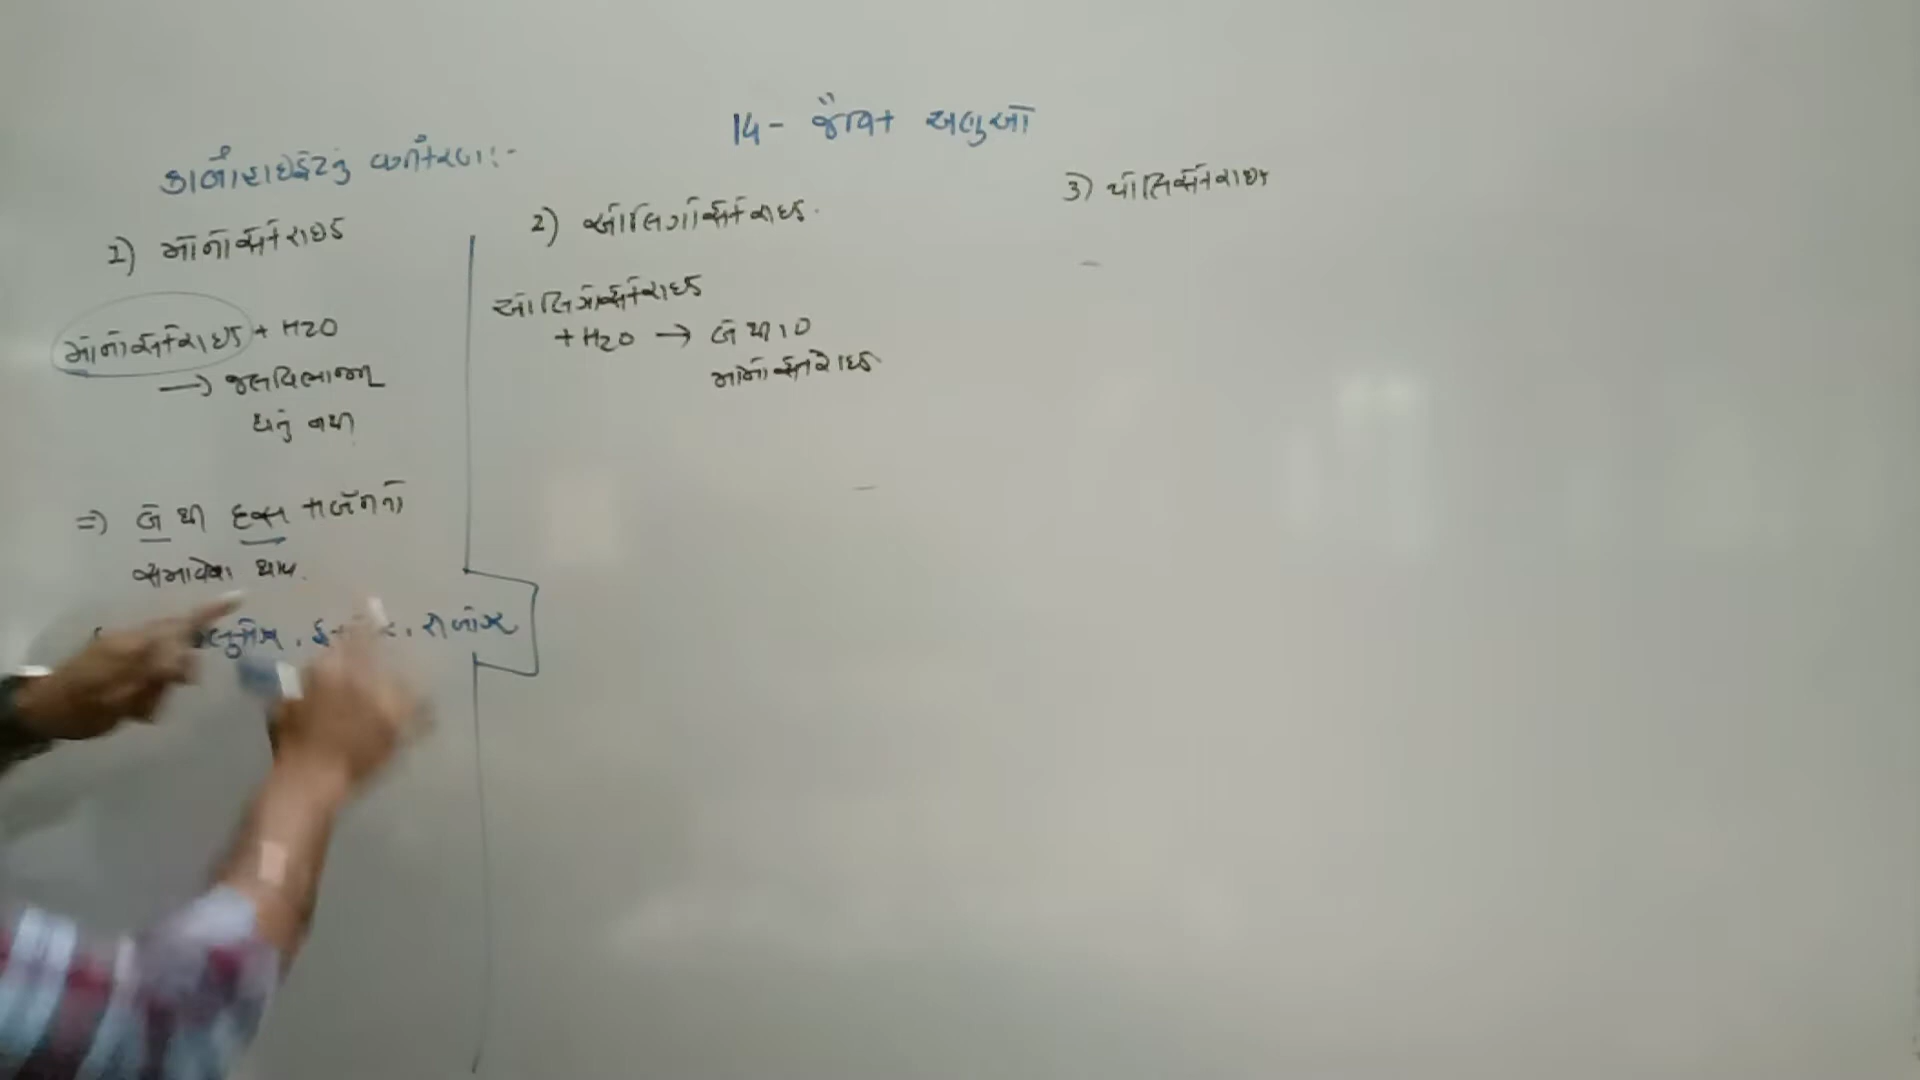 14- જૈવિક અણુઓ
કાર્બોહાઇડ્રેટનું વર્ગીકરણ:-
1) મોનોસેકેરાઇડ
મોનોસેકેરાઇડ + H2O
→ જલવિભાજન
થતું નથી
⇒ બે થી દસ કાર્બનનો
સમાવેશ થાય.
રીબોઝ
2) ઓલિગોસેકેરાઇડ.
ઓલિગોસેકેરાઇડ
+ H2O → બે થી 10
મોનોસેકેરાઇડ
3) પોલિસેકેરાઇડ